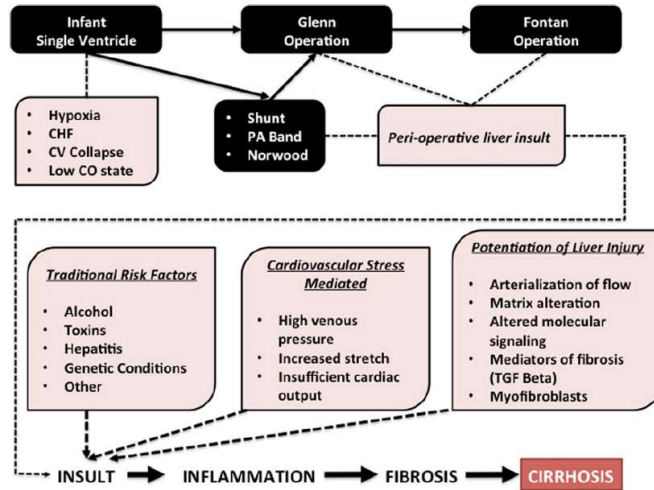 Infant
Single Ventricle
Glenn
Operation
Fontan
Operation
• Hypoxia
• CHF
• CV Collapse
• Low CO state
• Shunt
• PA Band
• Norwood
Peri-operative liver insult
Traditional Risk Factors
• Alcohol
• Toxins
• Hepatitis
• Genetic Conditions
• Other
Cardiovascular Stress
Mediated
• High venous
pressure
• Increased stretch
• Insufficient cardiac
output
Potentiation of Liver Injury
• Arterialization of flow
• Matrix alteration
• Altered molecular
signaling
• Mediators of fibrosis
(TGF Beta)
• Myofibroblasts
INSULT
INFLAMMATION
FIBROSIS
CIRRHOSIS